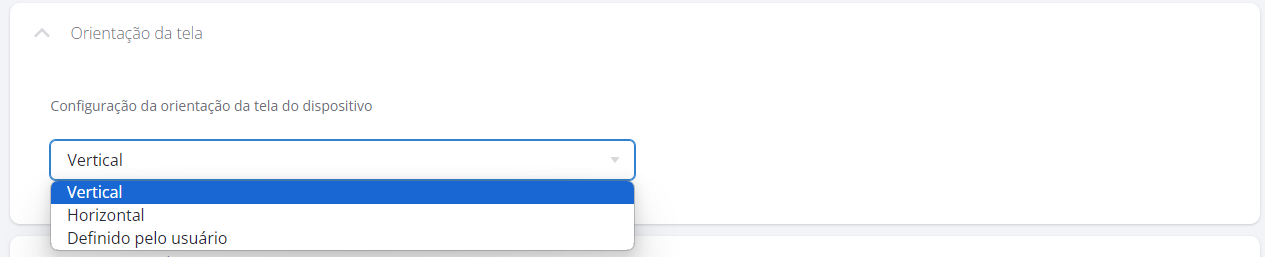 Orientação da tela
Configuração da orientação da tela do dispositivo
Vertical
Vertical
Horizontal
Definido pelo usuário